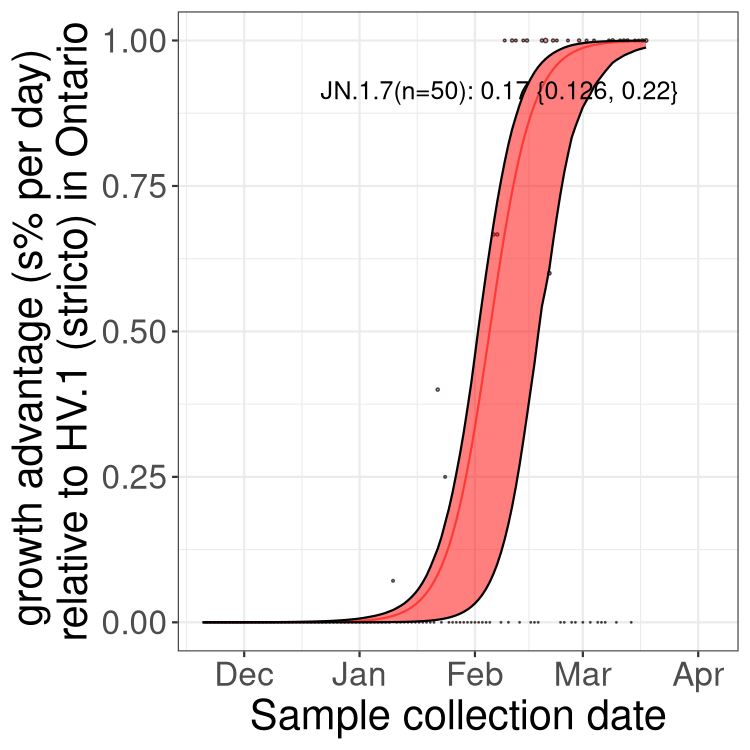 growth advantage (s% per day)
relative to HV.1 (stricto) in Ontario
1.00
0.75
0.50
0.25
0.00
JN.1.7(n=50): 0.17 {0.126, 0.22}
Dec Jan Feb Mar Apr
Sample collection date